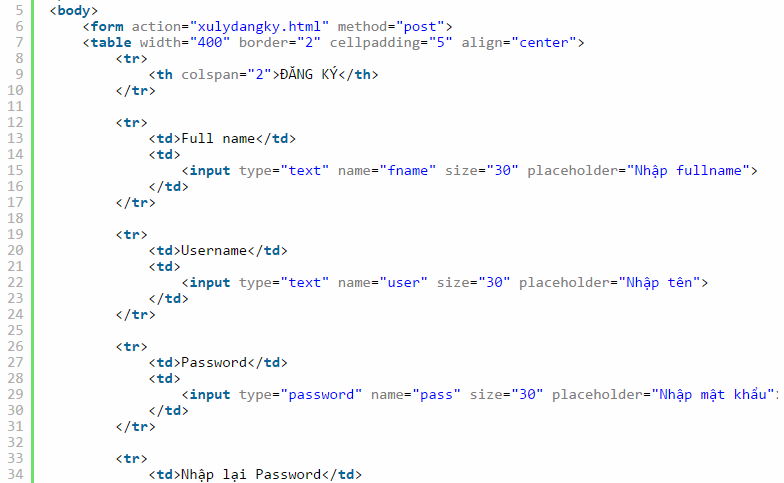 5 <body>
6 <form action="xulydangky.html" method="post">
7 <table width="400" border="2" cellpadding="5" align="center">
8 <tr>
9 <th colspan="2">ĐĂNG KÝ</th>
10 </tr>
11
12 <tr>
13 <td>Full name</td>
14 <td>
15 <input type="text" name="fname" size="30" placeholder="Nhập fullname">
16 </td>
17 </tr>
18
19 <tr>
20 <td>Username</td>
21 <td>
22 <input type="text" name="user" size="30" placeholder="Nhập tên">
23 </td>
24 </tr>
25
26 <tr>
27 <td>Password</td>
28 <td>
29 <input type="password" name="pass" size="30" placeholder="Nhập mật khẩu">
30 </td>
31 </tr>
32
33 <tr>
34 <td>Nhập lại Password</td>